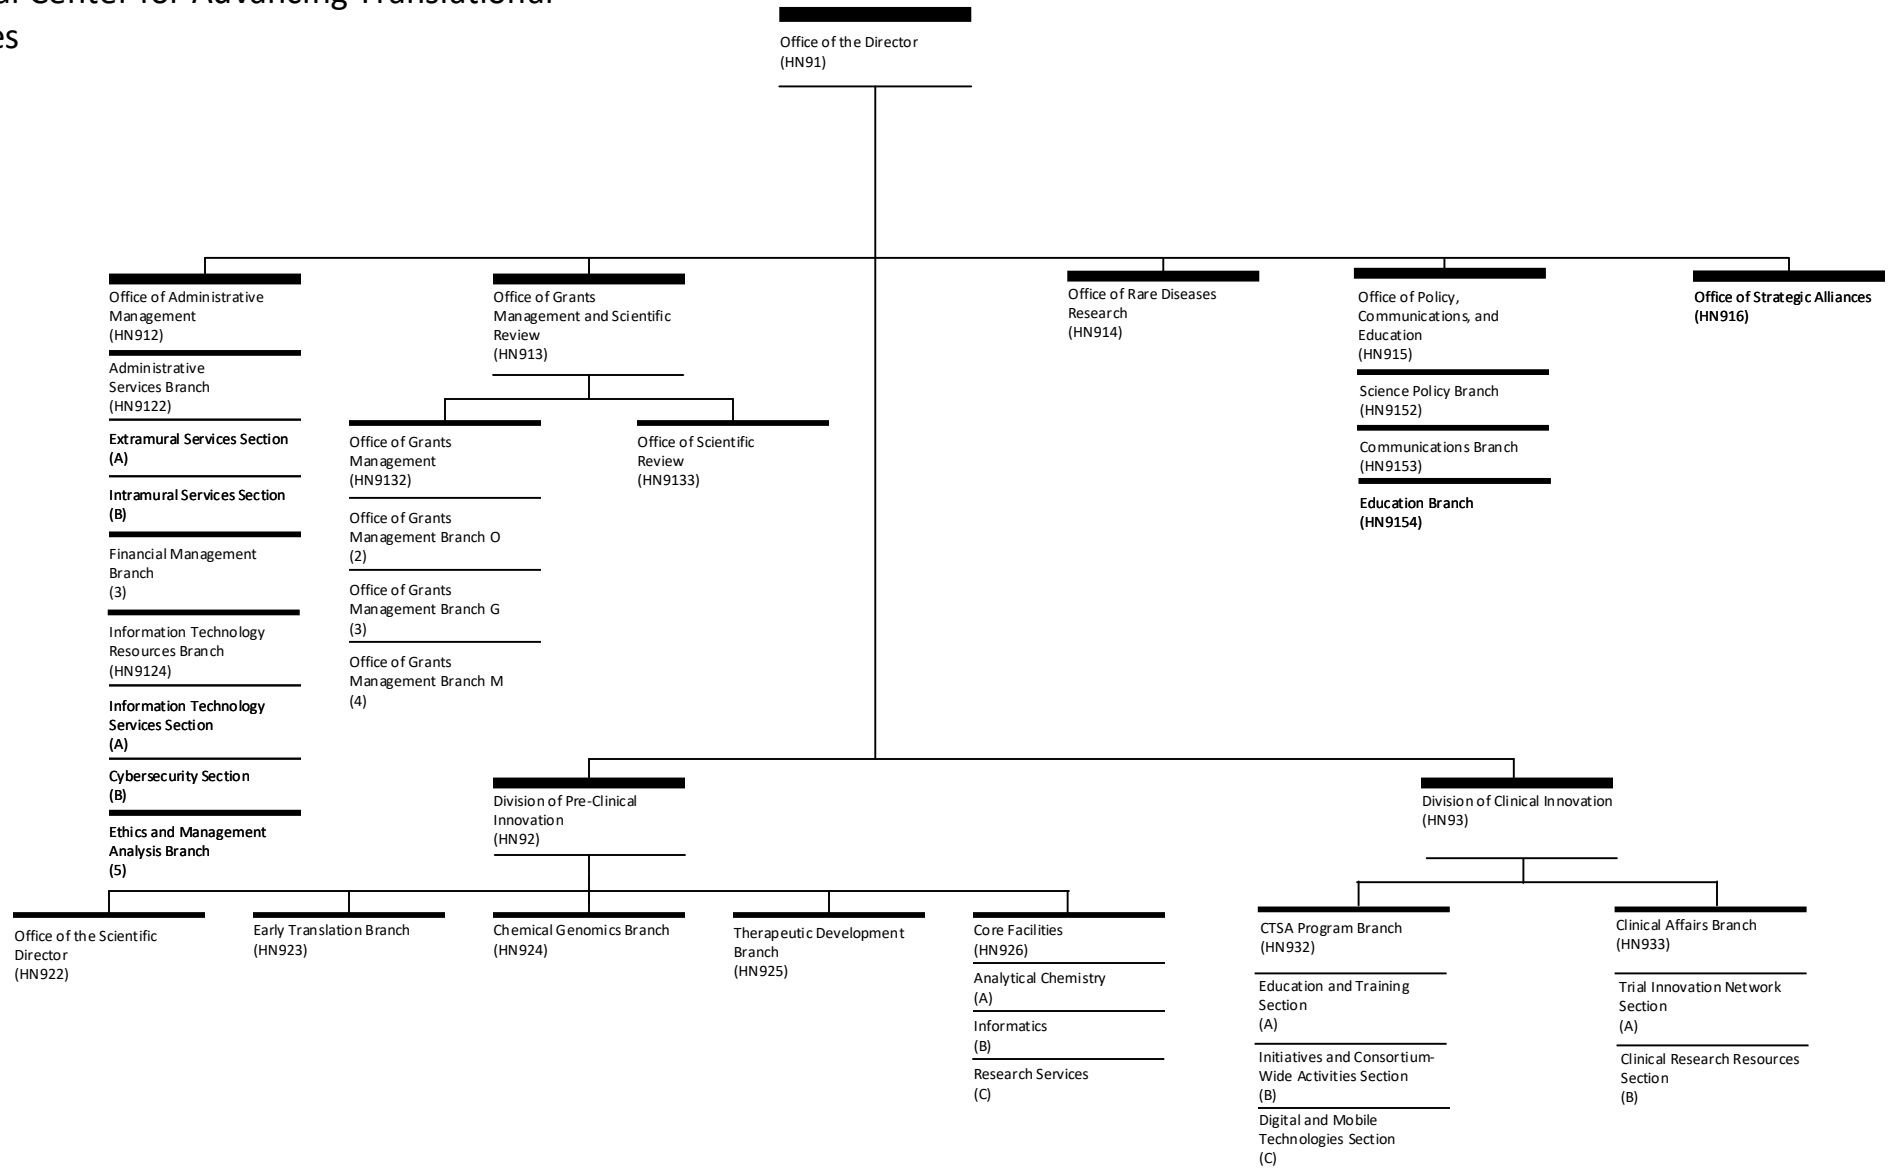 Center for Advancing Translational
Office of the Director
(HN91)
Office of Administrative
Management
(HN912)
Administrative
Services Branch
(HN9122)
Extramural Services Section
(A)
Intramural Services Section
(B)
Financial Management
Branch
(3)
Information Technology
Resources Branch
(HN9124)
Information Technology
Services Section
(A)
Cybersecurity Section
(B)
Ethics and Management
Analysis Branch
(5)
Office of Grants
Management and Scientific
Review
(HN913)
Office of Grants
Management
(HN9132)
Office of Grants
Management Branch O
(2)
Office of Grants
Management Branch G
(3)
Office of Grants
Management Branch M
(4)
Office of Scientific
Review
(HN9133)
Office of Rare Diseases
Research
(HN914)
Office of Policy,
Communications, and
Education
(HN915)
Science Policy Branch
(HN9152)
Communications Branch
(HN9153)
Education Branch
(HN9154)
Office of Strategic Alliances
(HN916)
Division of Pre-Clinical
Innovation
(HN92)
Office of the Scientific
Director
(HN922)
Early Translation Branch
(HN923)
Chemical Genomics Branch
(HN924)
Therapeutic Development
Branch
(HN925)
Core Facilities
(HN926)
Analytical Chemistry
(A)
Informatics
(B)
Research Services
(C)
Division of Clinical Innovation
(HN93)
CTSA Program Branch
(HN932)
Education and Training
Section
(A)
Initiatives and Consortium-
Wide Activities Section
(B)
Digital and Mobile
Technologies Section
(C)
Clinical Affairs Branch
(HN933)
Trial Innovation Network
Section
(A)
Clinical Research Resources
Section
(B)